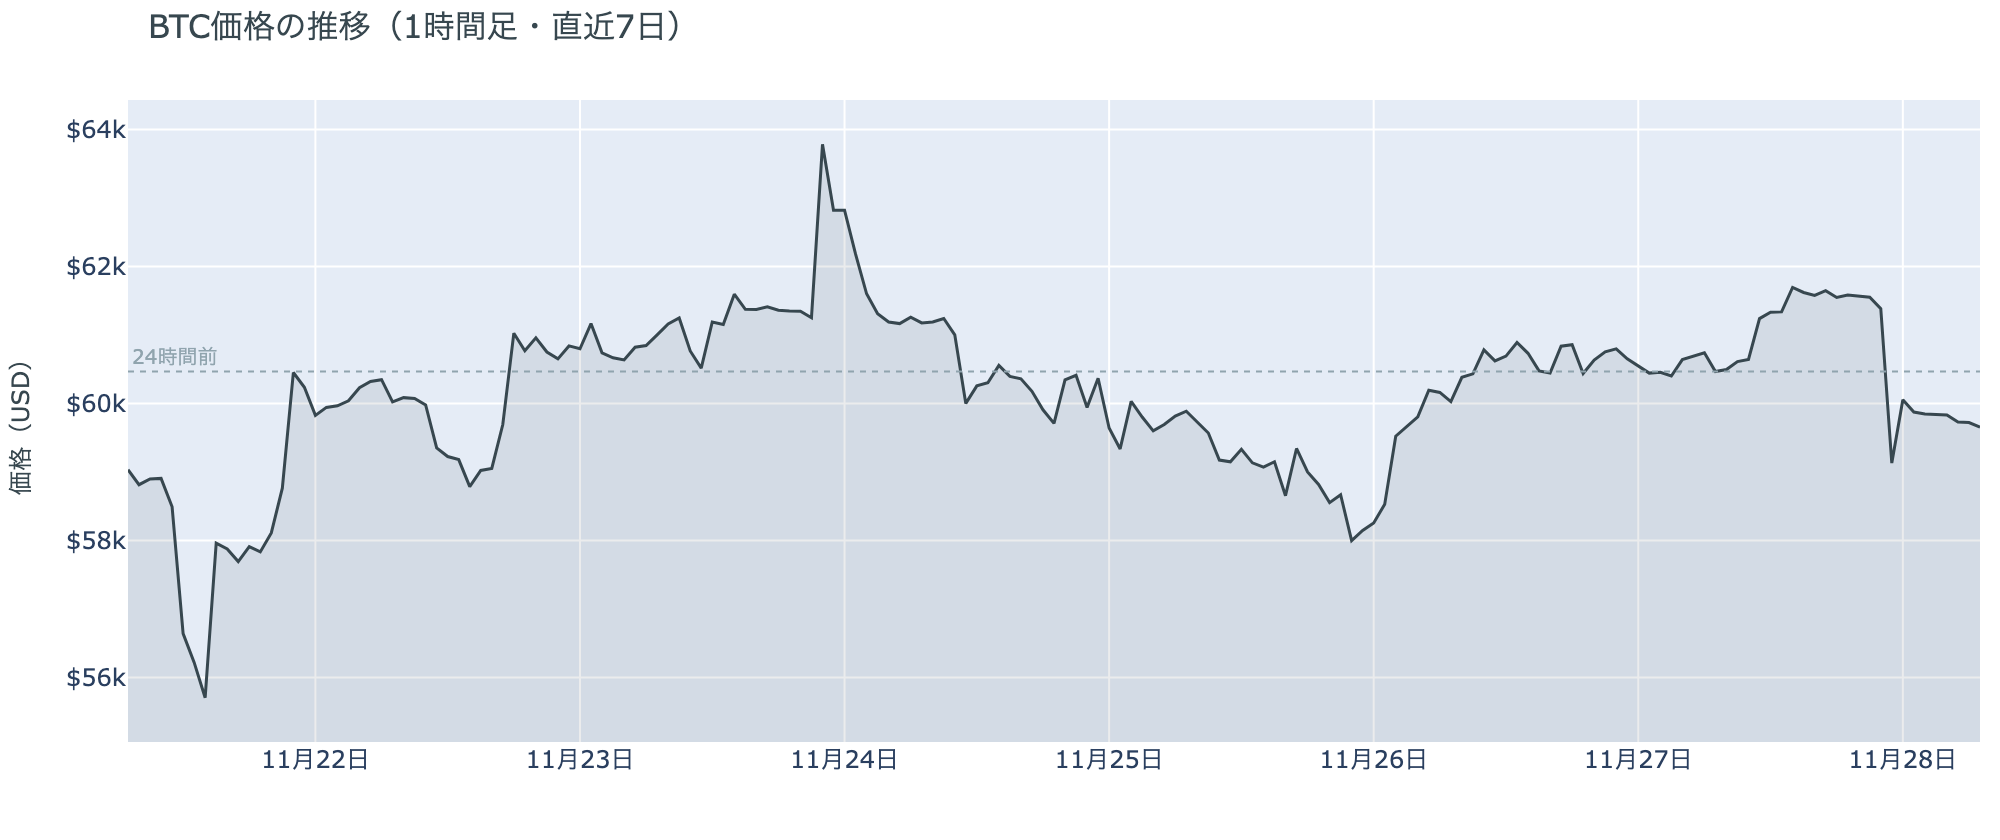 BTC価格の推移（1時間足・直近7日）
価格（USD）
$64k
$62k
24時間前
$60k
$58k
$56k
11月22日
11月23日
11月24日
11月25日
11月26日
11月27日
11月28日